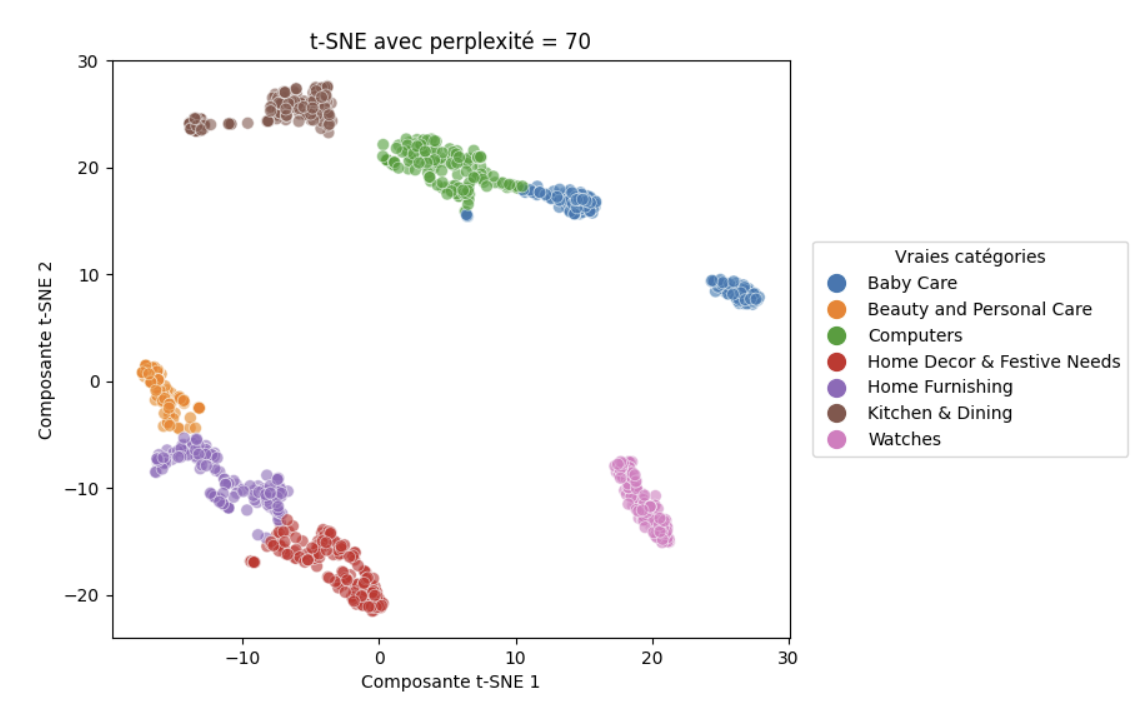 t-SNE avec perplexité = 70
30
20
10
0
−10
−20
−10
0
10
20
30
Composante t-SNE 2
Composante t-SNE 1
Vraies catégories
Baby Care
Beauty and Personal Care
Computers
Home Decor & Festive Needs
Home Furnishing
Kitchen & Dining
Watches